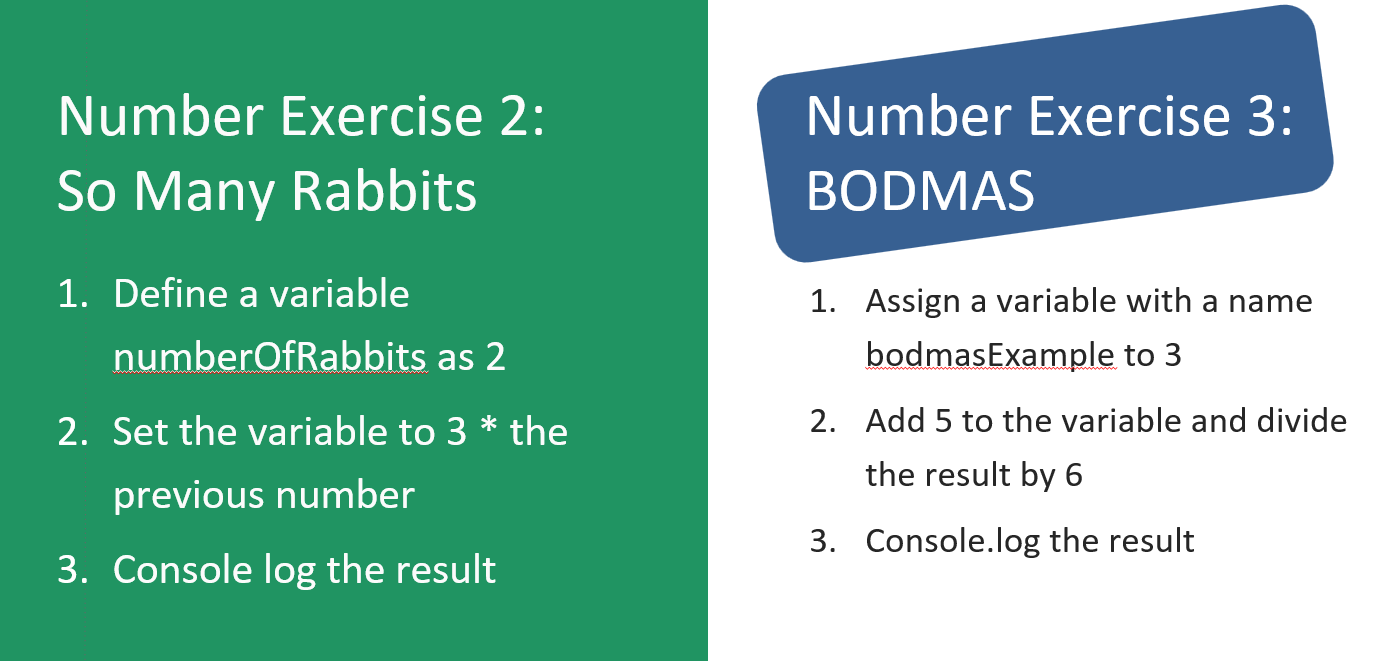 Number Exercise 2:
So Many Rabbits
1. Define a variable
numberOfRabbits as 2
2. Set the variable to 3 * the
previous number
3. Console log the result
Number Exercise 3:
BODMAS
1. Assign a variable with a name
bodmasExample to 3
2. Add 5 to the variable and divide
the result by 6
3. Console.log the result